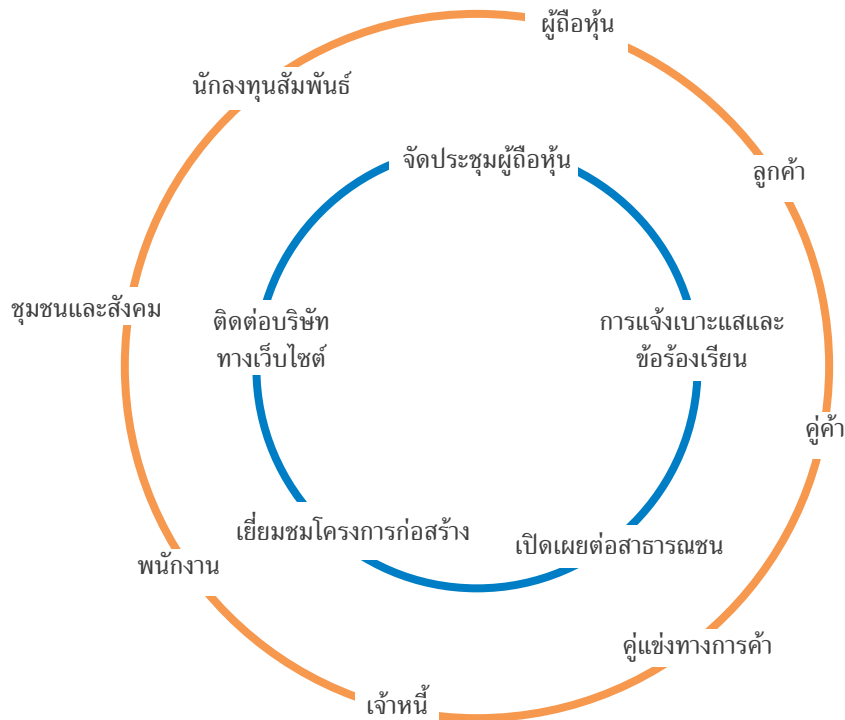 ผู้ถือหุ้น
นักลงทุนสัมพันธ์
จัดประชุมผู้ถือหุ้น
ลูกค้า
ชุมชนและสังคม
ติดต่อบริษัท
ทางเว็บไซต์
การแจ้งเบาะแสและ
ข้อร้องเรียน
คู่ค้า
เยี่ยมชมโครงการก่อสร้าง
เปิดเผยต่อสาธารณชน
พนักงาน
คู่แข่งทางการค้า
เจ้าหนี้